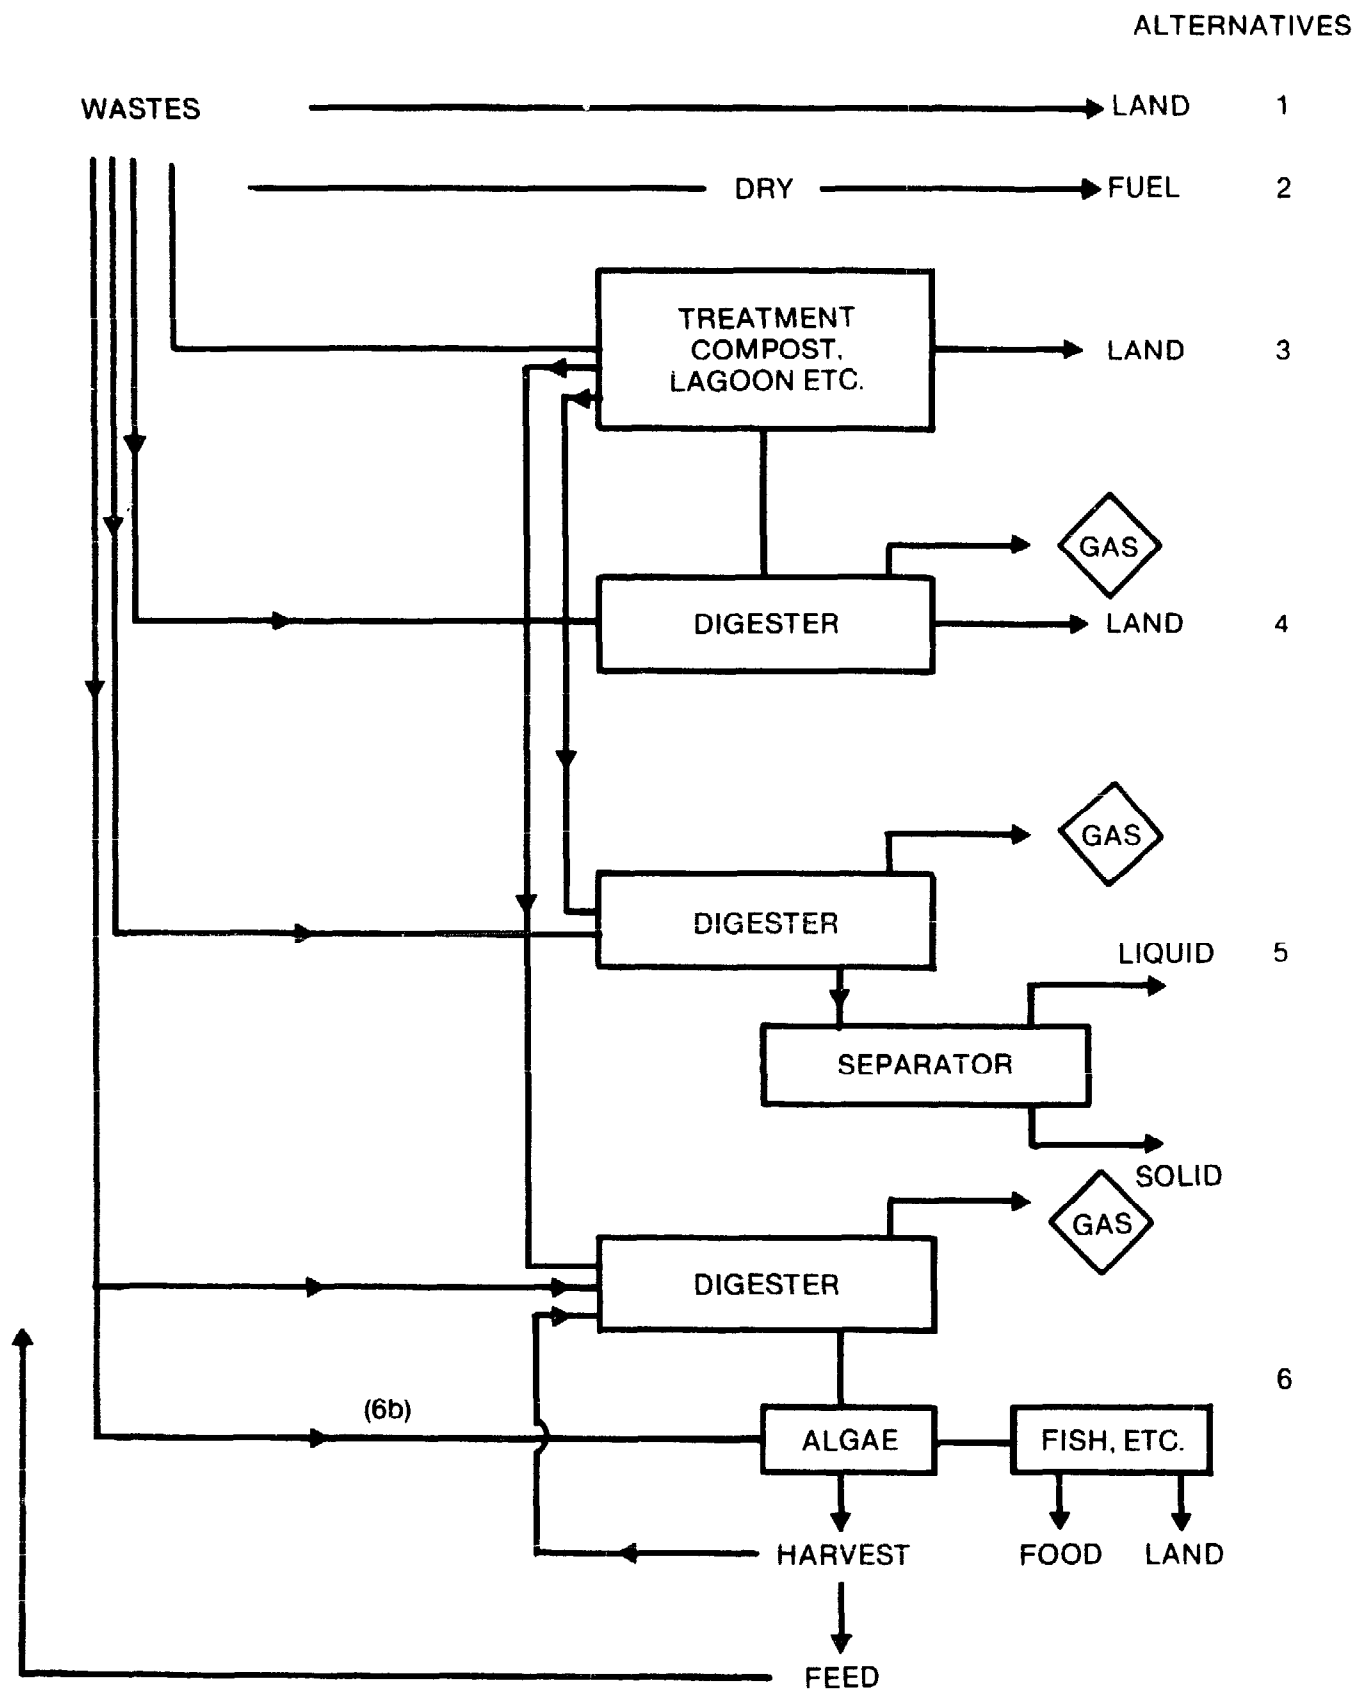 ALTERNATIVES
WASTES LAND 1
DRY FUEL 2
TREATMENT
COMPOST,
LAGOON ETC.
LAND 3
GAS
DIGESTER LAND 4
GAS
DIGESTER
LIQUID 5
SEPARATOR
SOLID
GAS
DIGESTER
6
(6b)
ALGAE FISH, ETC.
HARVEST FOOD LAND
FEED